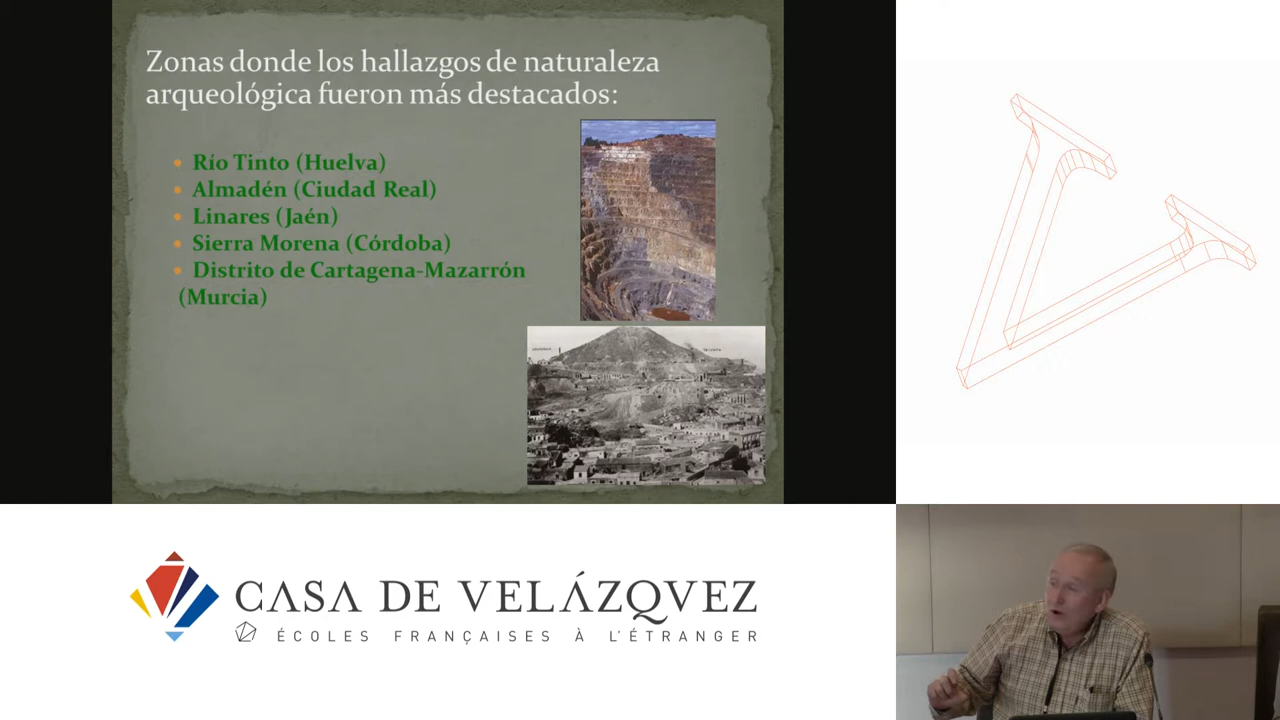 Zonas donde los hallazgos de naturaleza
arqueológica fueron más destacados:
• Río Tinto (Huelva)
• Almadén (Ciudad Real)
• Linares (Jaén)
• Sierra Morena (Córdoba)
• Distrito de Cartagena-Mazarrón
(Murcia)
CASA DE VELÁZQVEZ
ÉCOLES FRANÇAISES À L'ÉTRANGER